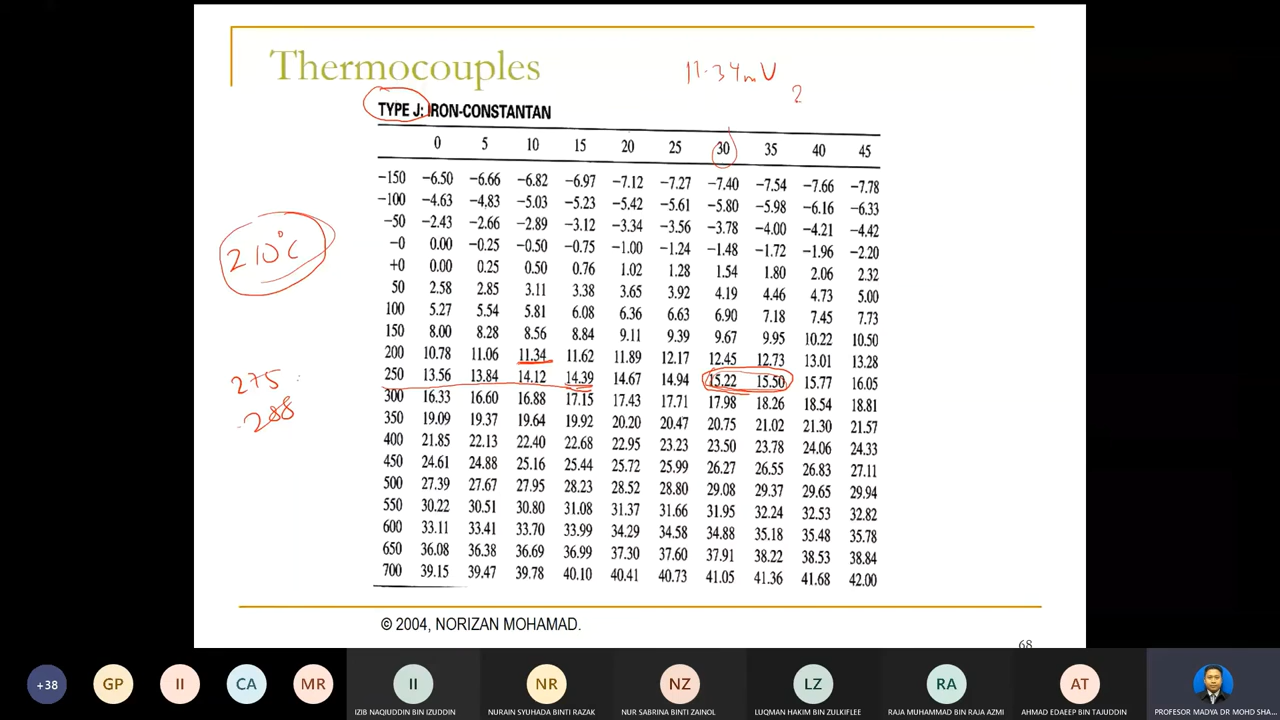 Thermocouples
11.34mV
?
TYPE J: IRON-CONSTANTAN
0 5 10 15 20 25 30 35 40 45
−150 −6.50 −6.66 −6.82 −6.97 −7.12 −7.27 −7.40 −7.54 −7.66 −7.78
−100 −4.63 −4.83 −5.03 −5.23 −5.42 −5.61 −5.80 −5.98 −6.16 −6.33
−50 −2.43 −2.66 −2.89 −3.12 −3.34 −3.56 −3.78 −4.00 −4.21 −4.42
−0 0.00 −0.25 −0.50 −0.75 −1.00 −1.24 −1.48 −1.72 −1.96 −2.20
+0 0.00 0.25 0.50 0.76 1.02 1.28 1.54 1.80 2.06 2.32
50 2.58 2.85 3.11 3.38 3.65 3.92 4.19 4.46 4.73 5.00
100 5.27 5.54 5.81 6.08 6.36 6.63 6.90 7.18 7.45 7.73
150 8.00 8.28 8.56 8.84 9.11 9.39 9.67 9.95 10.22 10.50
200 10.78 11.06 11.34 11.62 11.89 12.17 12.45 12.73 13.01 13.28
250 13.56 13.84 14.12 14.39 14.67 14.94 15.22 15.50 15.77 16.05
300 16.33 16.60 16.88 17.15 17.43 17.71 17.98 18.26 18.54 18.81
350 19.09 19.37 19.64 19.92 20.20 20.47 20.75 21.02 21.30 21.57
400 21.85 22.13 22.40 22.68 22.95 23.23 23.50 23.78 24.06 24.33
450 24.61 24.88 25.16 25.44 25.72 25.99 26.27 26.55 26.83 27.11
500 27.39 27.67 27.95 28.23 28.52 28.80 29.08 29.37 29.65 29.94
550 30.22 30.51 30.80 31.08 31.37 31.66 31.95 32.24 32.53 32.82
600 33.11 33.41 33.70 33.99 34.29 34.58 34.88 35.18 35.48 35.78
650 36.08 36.38 36.69 36.99 37.30 37.60 37.91 38.22 38.53 38.84
700 39.15 39.47 39.78 40.10 40.41 40.73 41.05 41.36 41.68 42.00
210°C
275
288
© 2004, NORIZAN MOHAMAD.
68
+38 GP II CA MR II NR NZ LZ RA AT
IZIB NAQIUDDIN BIN IZUDDIN NURAIN SYUHADA BINTI RAZAK NUR SABRINA BINTI ZAINOL LUQMAN HAKIM BIN ZULKIFLEE RAJA MUHAMMAD BIN RAJA AZMI AHMAD EDAEEP BIN TAJUDDIN PROFESOR MADYA DR MOHD SHA...